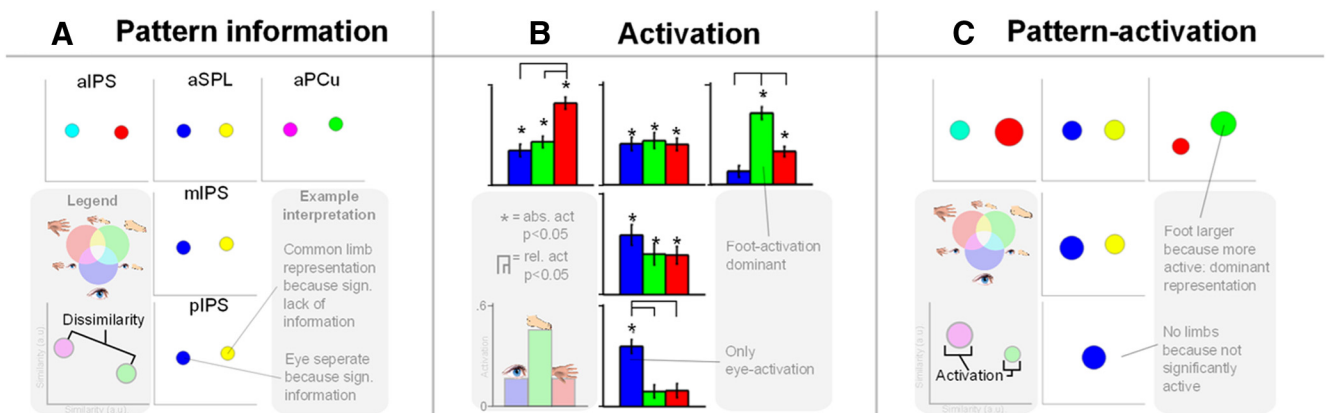 A Pattern information
aIPS
aSPL
aPCu
Legend
mIPS
Example
interpretation
Common limb
representation
because sign.
lack of
information
Dissimilarity
pIPS
Eye seperate
because sign.
information
Similarity (a.u)
Similarity (a.u)
B Activation
* = abs. act
p<0.05
= rel. act
p<0.05
Foot-activation
dominant
.6
Activation
0
Only
eye-activation
* * *
* * *
* *
* * *
*
C Pattern-activation
Foot larger
because more
active: dominant
representation
No limbs
because not
significantly
active
Activation
Similarity (a.u)
Similarity (a.u)